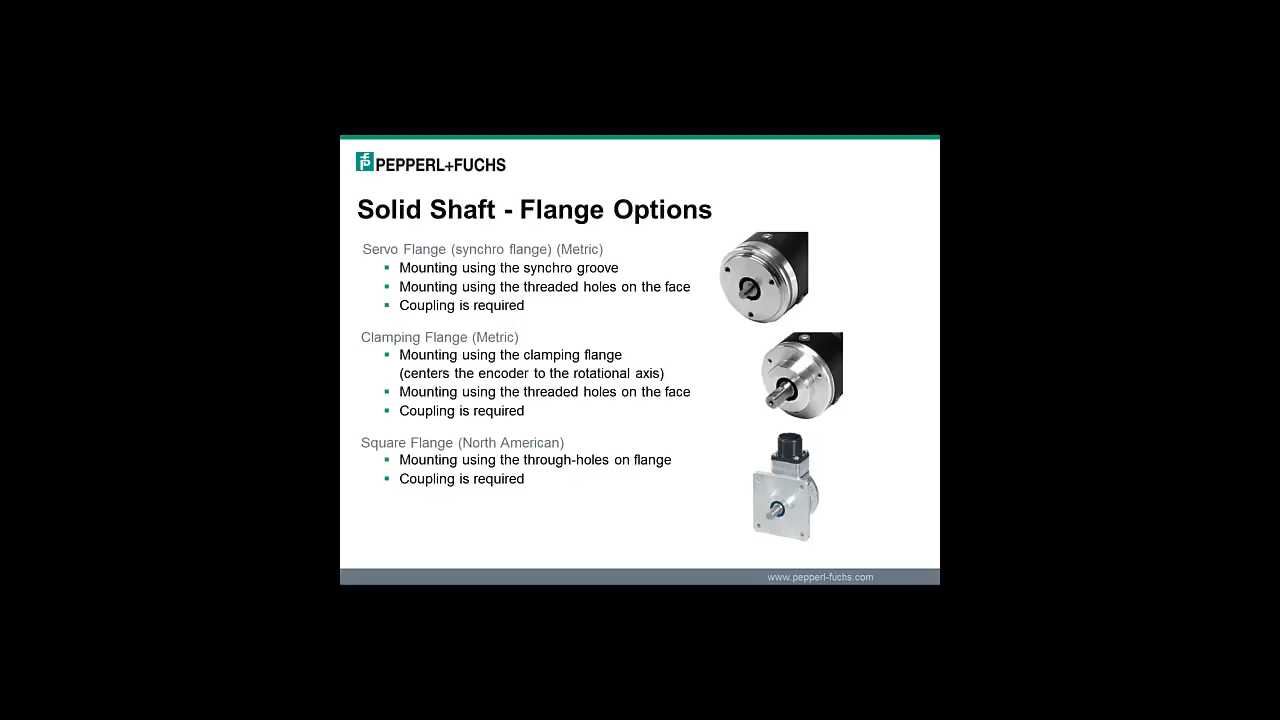 PEPPERL+FUCHS
Solid Shaft - Flange Options
Servo Flange (synchro flange) (Metric)
Mounting using the synchro groove
Mounting using the threaded holes on the face
Coupling is required
Clamping Flange (Metric)
Mounting using the clamping flange
(centers the encoder to the rotational axis)
Mounting using the threaded holes on the face
Coupling is required
Square Flange (North American)
Mounting using the through-holes on flange
Coupling is required
www.pepperl-fuchs.com